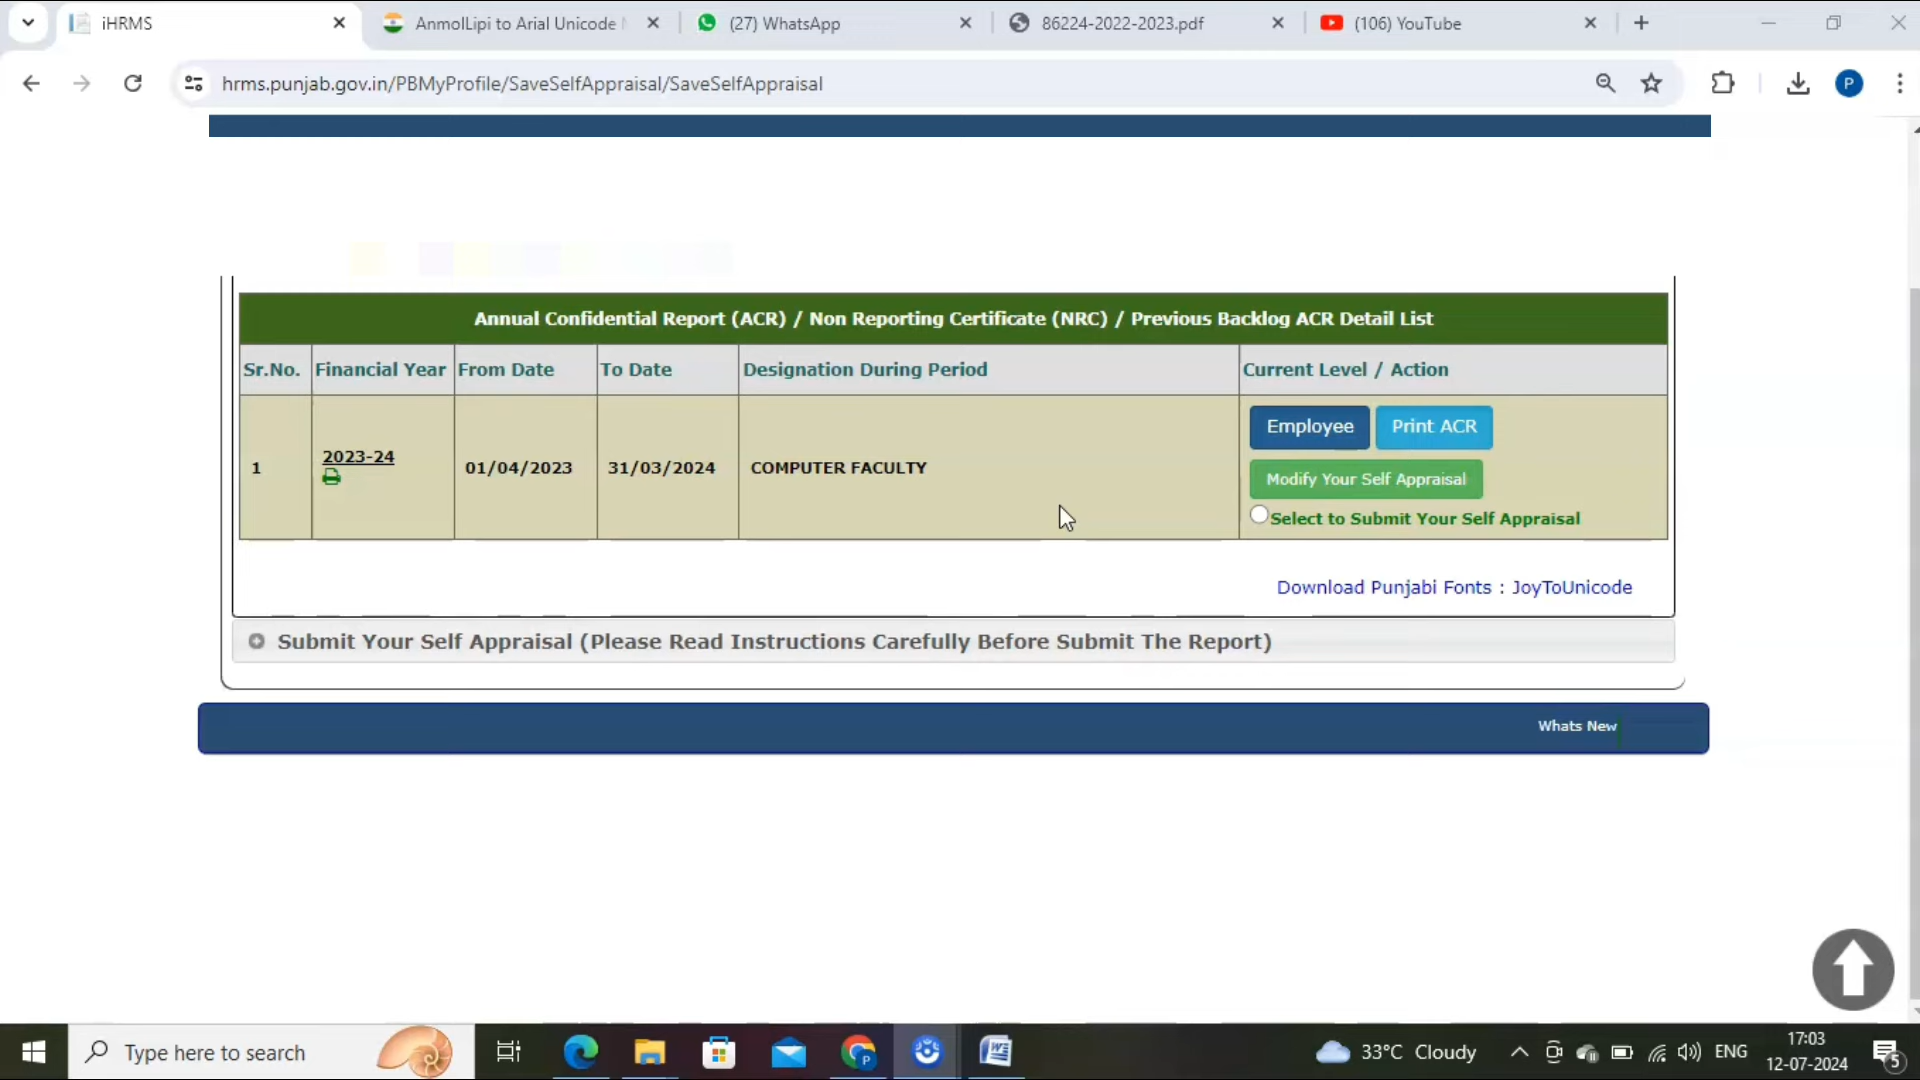 iHRMS
AnmolLipi to Arial Unicode
(27) WhatsApp
86224-2022-2023.pdf
(106) YouTube
hrms.punjab.gov.in/PBMyProfile/SaveSelfAppraisal/SaveSelfAppraisal
P
Annual Confidential Report (ACR) / Non Reporting Certificate (NRC) / Previous Backlog ACR Detail List
Sr.No. Financial Year From Date To Date Designation During Period Current Level / Action
1 2023-24 01/04/2023 31/03/2024 COMPUTER FACULTY
Employee Print ACR
Modify Your Self Appraisal
Select to Submit Your Self Appraisal
Download Punjabi Fonts : JoyToUnicode
Submit Your Self Appraisal (Please Read Instructions Carefully Before Submit The Report)
Whats New
Type here to search
33°C Cloudy
ENG
17:03
12-07-2024
5